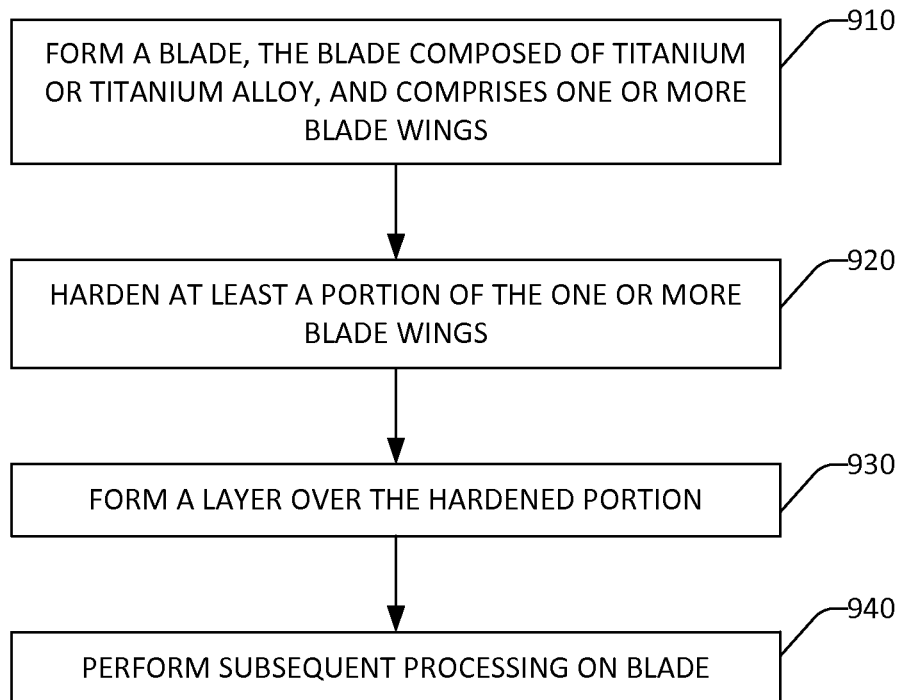 910
FORM A BLADE, THE BLADE COMPOSED OF TITANIUM
OR TITANIUM ALLOY, AND COMPRISES ONE OR MORE
BLADE WINGS
920
HARDEN AT LEAST A PORTION OF THE ONE OR MORE
BLADE WINGS
930
FORM A LAYER OVER THE HARDENED PORTION
940
PERFORM SUBSEQUENT PROCESSING ON BLADE